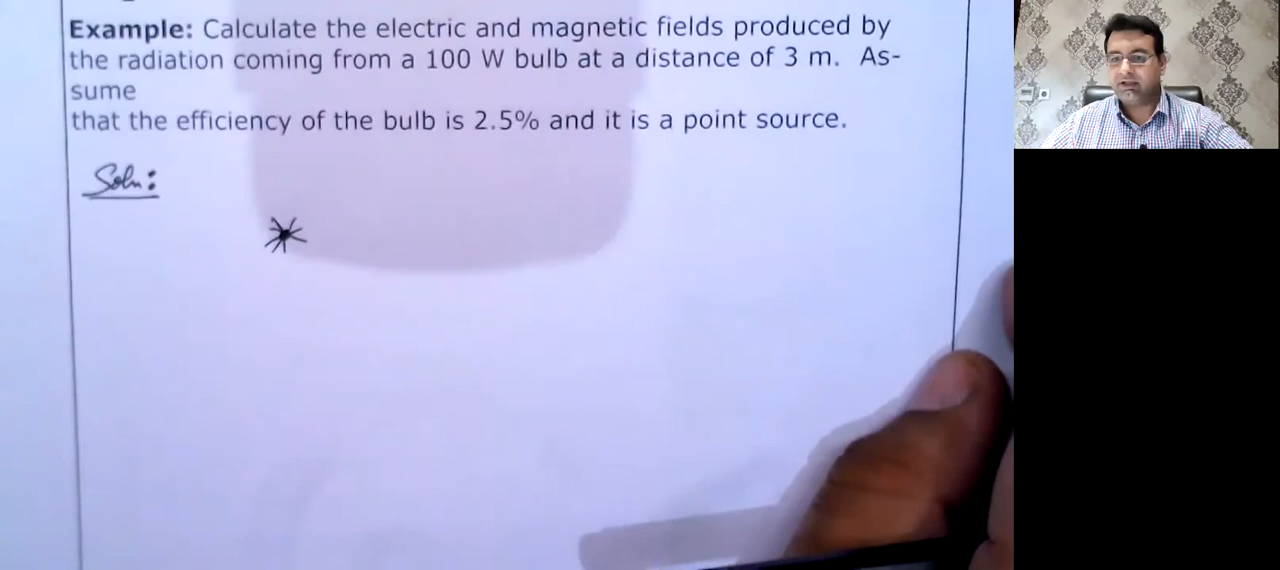 Example: Calculate the electric and magnetic fields produced by
the radiation coming from a 100 W bulb at a distance of 3 m. As-
sume
that the efficiency of the bulb is 2.5% and it is a point source.
Soln: